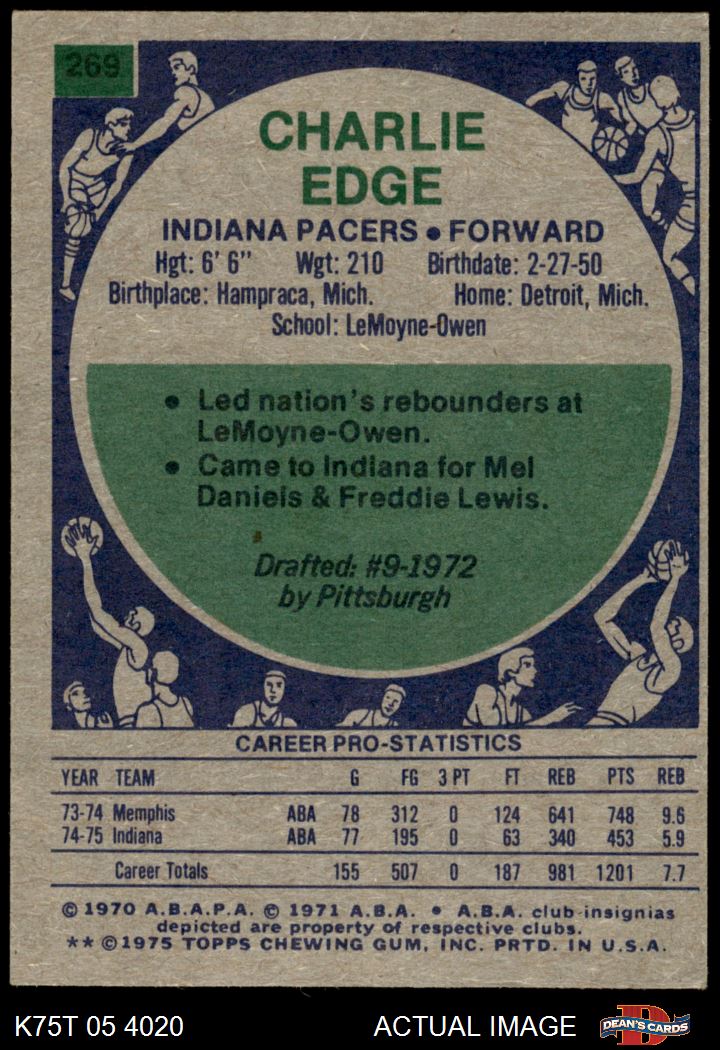 269
CHARLIE
EDGE
INDIANA PACERS • FORWARD
Hgt: 6' 6" Wgt: 210 Birthdate: 2-27-50
Birthplace: Hampraca, Mich. Home: Detroit, Mich.
School: LeMoyne-Owen
• Led nation's rebounders at
LeMoyne-Owen.
• Came to Indiana for Mel
Daniels & Freddie Lewis.
Drafted: #9-1972
by Pittsburgh
CAREER PRO-STATISTICS
YEAR TEAM G FG 3 PT FT REB PTS REB
73-74 Memphis ABA 78 312 0 124 641 748 9.6
74-75 Indiana ABA 77 195 0 63 340 453 5.9
Career Totals 155 507 0 187 981 1201 7.7
© 1970 A.B.A.P.A. © 1971 A.B.A. • A.B.A. club insignias
depicted are property of respective clubs.
** ©1975 TOPPS CHEWING GUM, INC. PRTD. IN U.S.A.
K75T 05 4020 ACTUAL IMAGE D DEAN'S CARDS